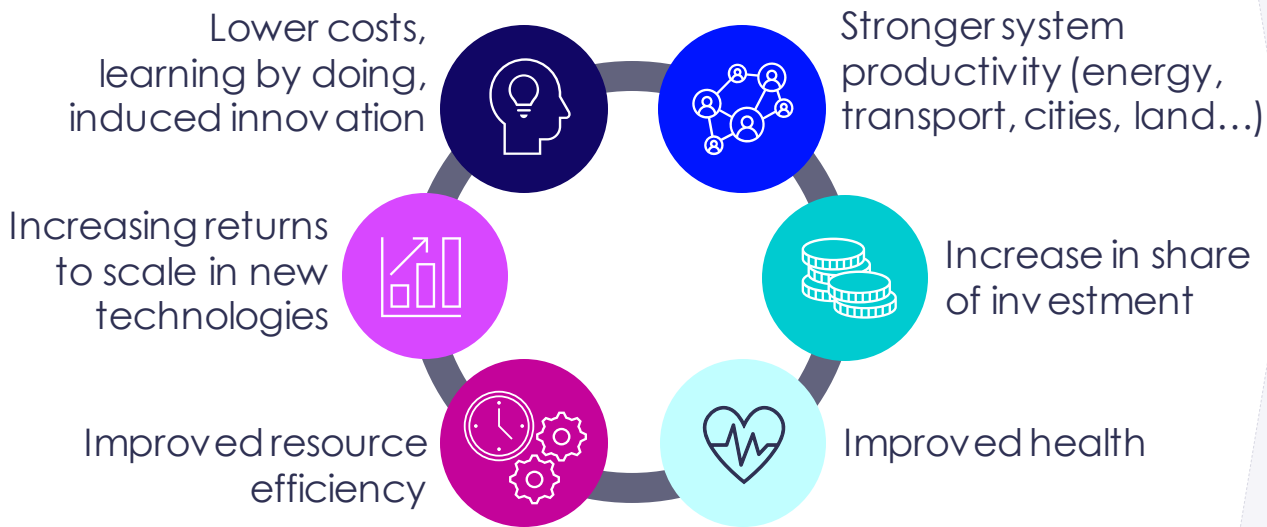 Lower costs,
learning by doing,
induced innovation
Stronger system
productivity (energy,
transport, cities, land…)
Increasing returns
to scale in new
technologies
Increase in share
of investment
Improved resource
efficiency
Improved health